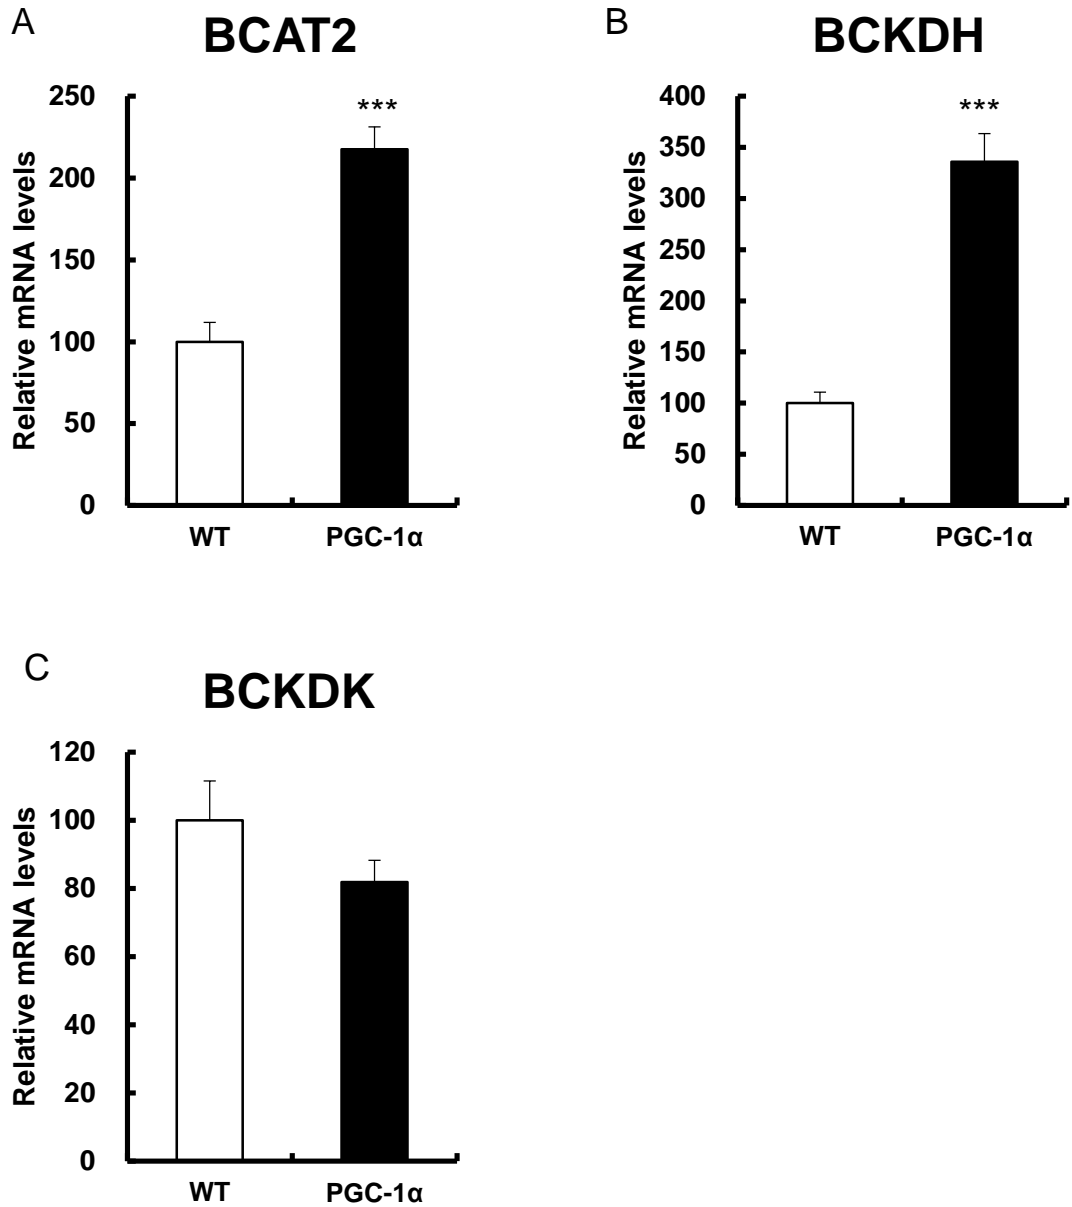 A
BCAT2
Relative mRNA levels
250
200
150
100
50
0
***
WT
PGC-1α
B
BCKDH
Relative mRNA levels
400
350
300
250
200
150
100
50
0
***
WT
PGC-1α
C
BCKDK
Relative mRNA levels
120
100
80
60
40
20
0
WT
PGC-1α